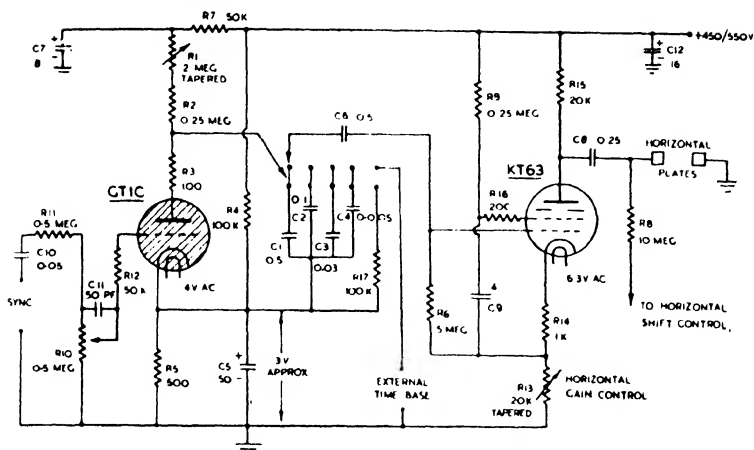 R7 50K
+450/550V
C7
8
R1
2 MEG
TAPERED
C12
16
R2
0.25 MEG
R15
20K
R9
0.25 MEG
C6 0.5
C8 0.25
HORIZONTAL
PLATES
KT63
R3
100
GT1C
R11
0.5 MEG
C10
0.05
R4
100K
0.1
C2
C4
0.005
C1
0.5
C3
0.03
R16
200
R8
10 MEG
C11
50 PF
R12
50K
4V AC
R17
100K
6.3V AC
SYNC
R6
5 MEG
4
C9
R14
1K
TO HORIZONTAL
SHIFT CONTROL,
R10
0.5 MEG
R5
500
C5
50
3V
APPROX
EXTERNAL
TIME BASE
R13
20K
TAPERED
HORIZONTAL
GAIN CONTROL